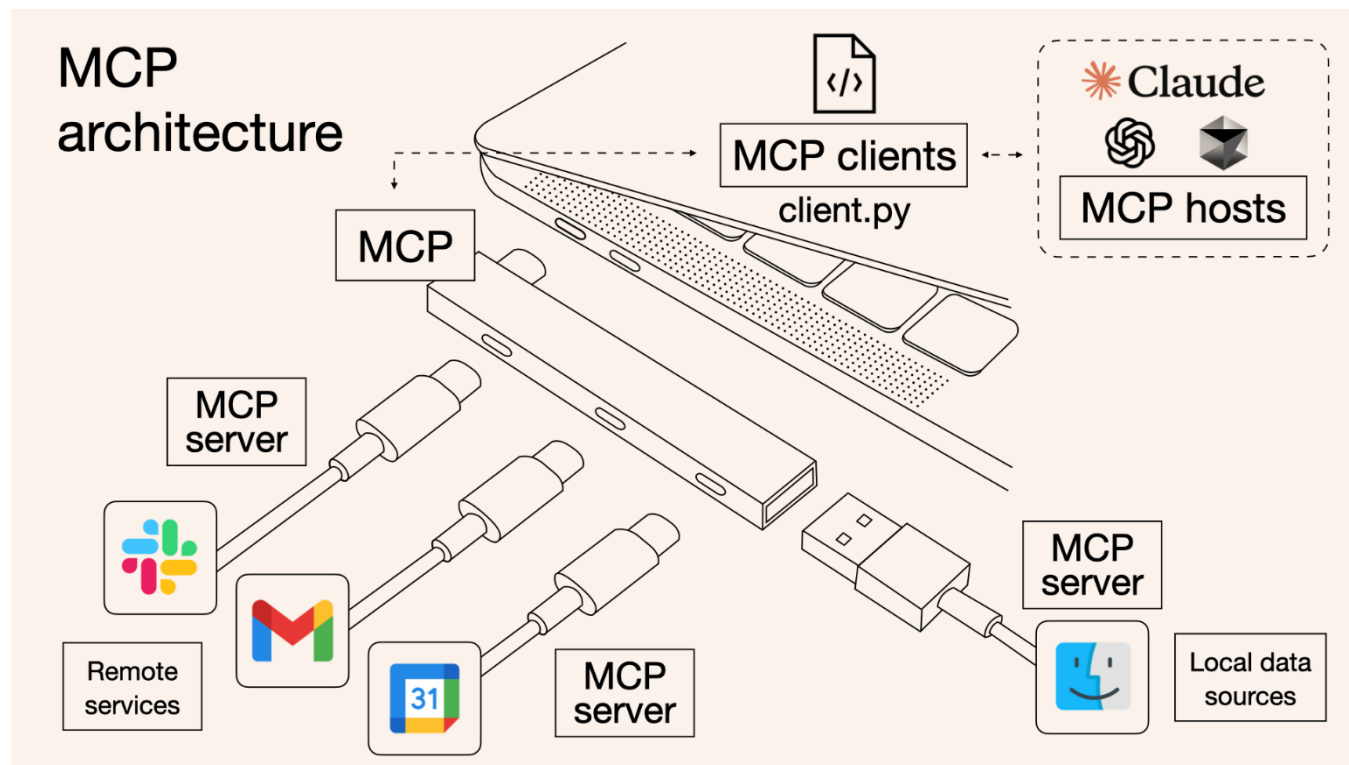 MCP
architecture
</>
MCP clients
client.py
Claude
MCP hosts
MCP
MCP
server
Remote
services
31
MCP
server
MCP
server
Local data
sources